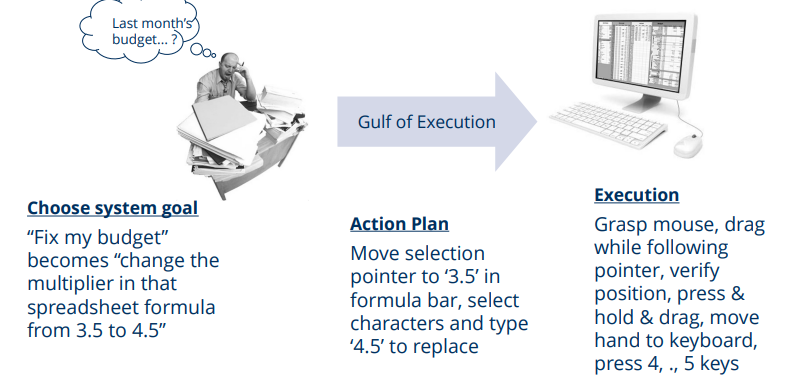 Last month's
budget... ?
Gulf of Execution
Choose system goal
“Fix my budget”
becomes “change the
multiplier in that
spreadsheet formula
from 3.5 to 4.5”
Action Plan
Move selection
pointer to ‘3.5’ in
formula bar, select
characters and type
‘4.5’ to replace
Execution
Grasp mouse, drag
while following
pointer, verify
position, press &
hold & drag, move
hand to keyboard,
press 4, ., 5 keys